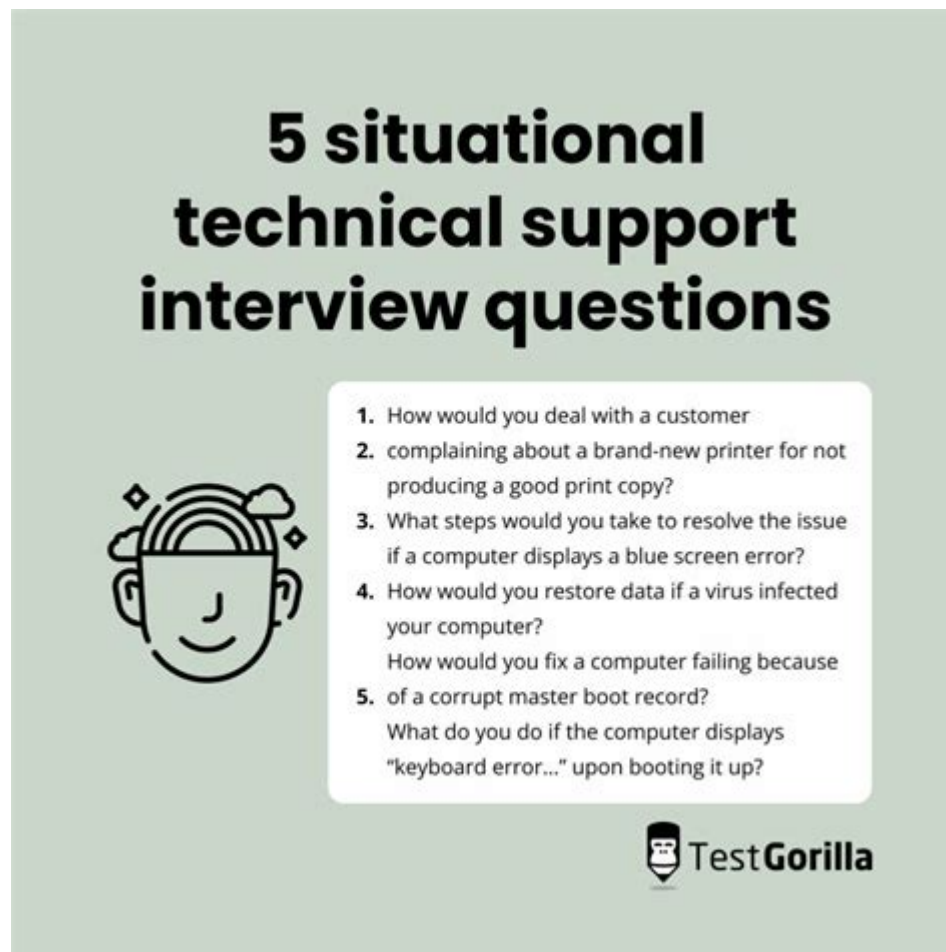 5 situational
technical support
interview questions
1. How would you deal with a customer
2. complaining about a brand-new printer for not
producing a good print copy?
3. What steps would you take to resolve the issue
if a computer displays a blue screen error?
4. How would you restore data if a virus infected
your computer?
How would you fix a computer failing because
5. of a corrupt master boot record?
What do you do if the computer displays
“keyboard error...” upon booting it up?
TestGorilla